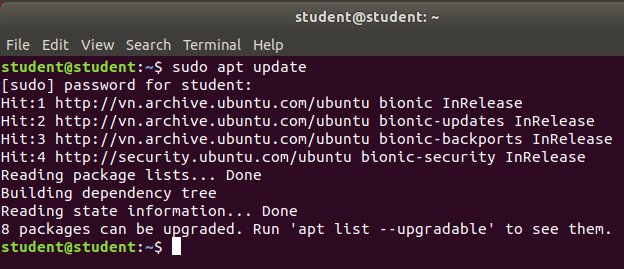 student@student: ~
File Edit View Search Terminal Help
student@student:~$ sudo apt update
[sudo] password for student:
Hit:1 http://vn.archive.ubuntu.com/ubuntu bionic InRelease
Hit:2 http://vn.archive.ubuntu.com/ubuntu bionic-updates InRelease
Hit:3 http://vn.archive.ubuntu.com/ubuntu bionic-backports InRelease
Hit:4 http://security.ubuntu.com/ubuntu bionic-security InRelease
Reading package lists... Done
Building dependency tree
Reading state information... Done
8 packages can be upgraded. Run 'apt list --upgradable' to see them.
student@student:~$